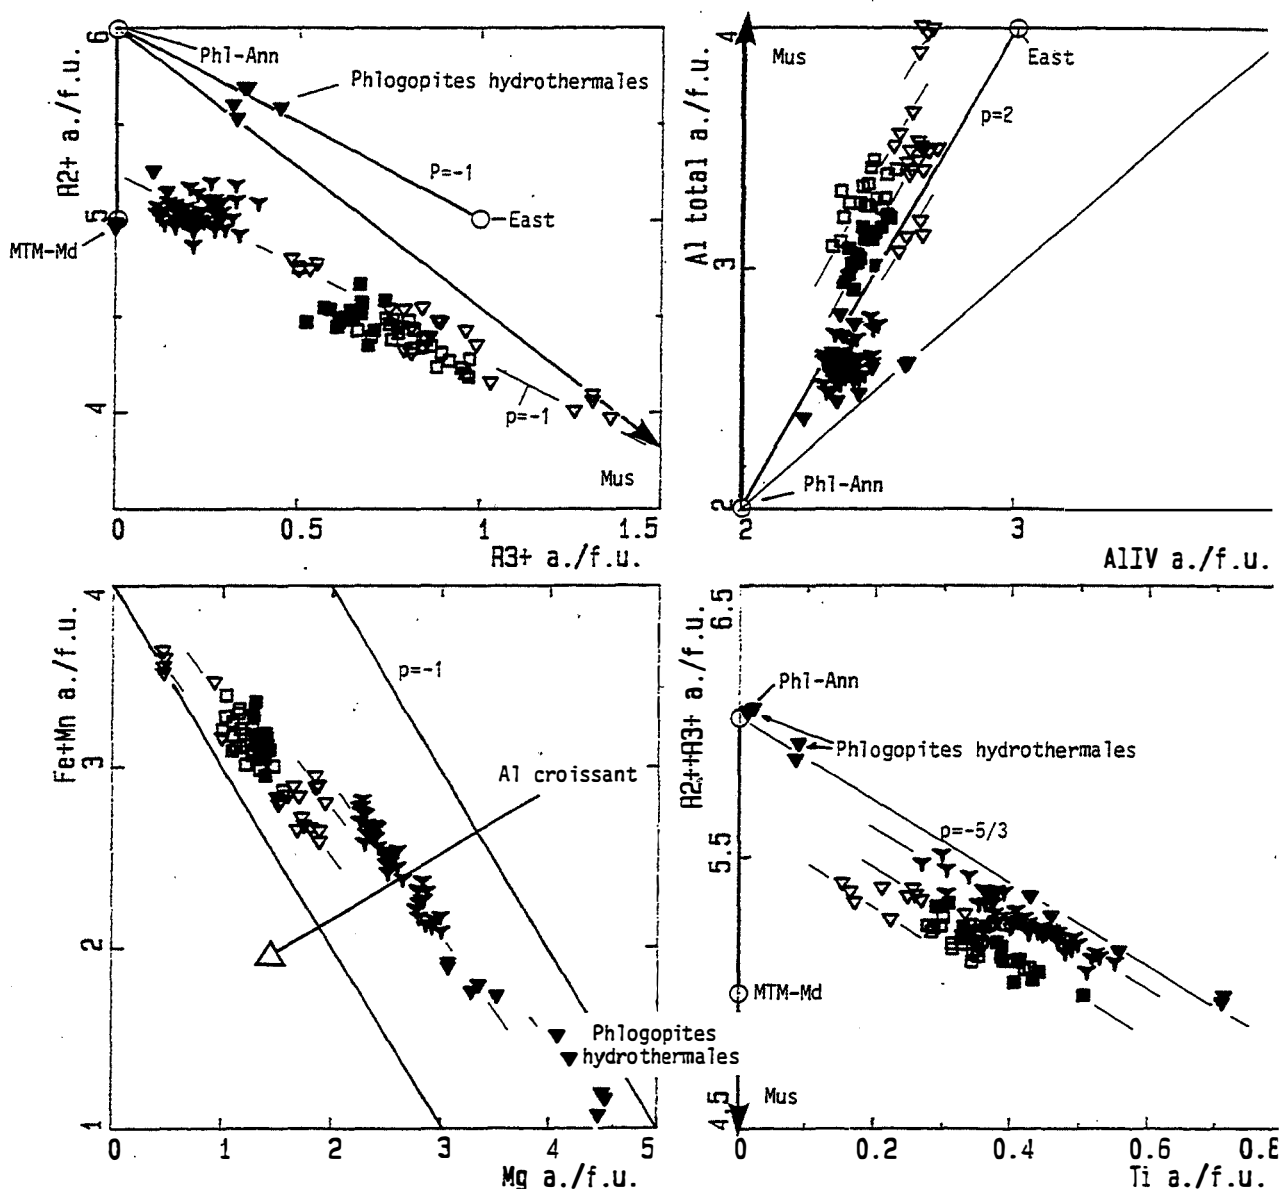 6
5
4
R2+ a./f.u.
Phl-Ann
Phlogopites hydrothermales
P=-1
East
MTM-Md
p=-1
Mus
0
0.5
1
1.5
R3+ a./f.u.
4
3
2
Al total a./f.u.
Mus
East
p=2
Phl-Ann
2
3
AlIV a./f.u.
4
3
2
1
Fe+Mn a./f.u.
p=-1
Al croissant
Phlogopites
hydrothermales
0
1
2
3
4
5
Mg a./f.u.
6.5
5.5
4.5
R2++R3+ a./f.u.
Phl-Ann
Phlogopites hydrothermales
p=-5/3
MTM-Md
Mus
0
0.2
0.4
0.6
0.8
Ti a./f.u.